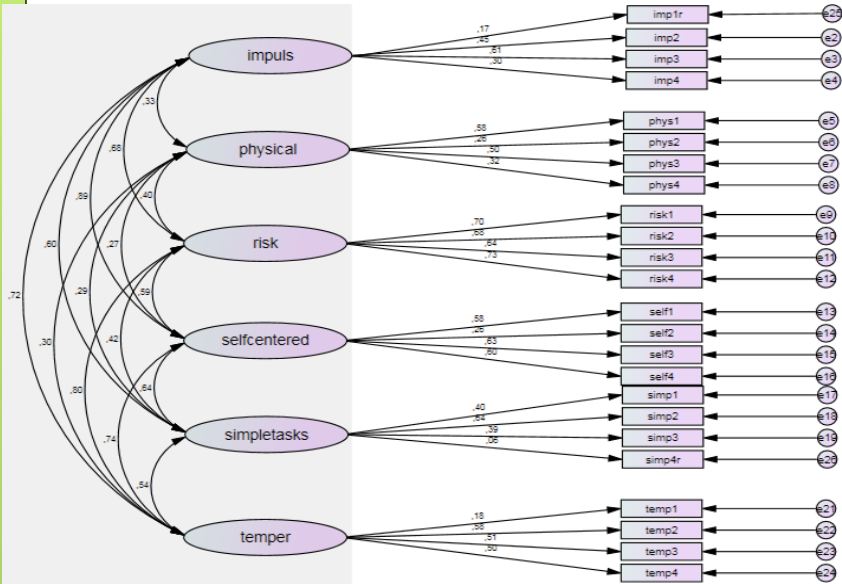 imp1r
e25
,17
imp2
e2
,45
impuls
,61
imp3
e3
,30
imp4
e4
,33
phys1
e5
,58
,26
phys2
e6
physical
,50
phys3
e7
,32
phys4
e8
,68
,89
,40
risk1
e9
,70
,68
risk2
e10
risk
,64
risk3
e11
,73
risk4
e12
,60
,27
,72
,29
,59
self1
e13
,58
,26
self2
e14
selfcentered
,63
self3
e15
,60
self4
e16
,30
,42
,80
,64
simp1
e17
,40
simp2
e18
simpletasks
,39
simp3
e19
,06
simp4r
e26
,74
,54
temp1
e21
,18
,58
temp2
e22
temper
,51
temp3
e23
,50
temp4
e24